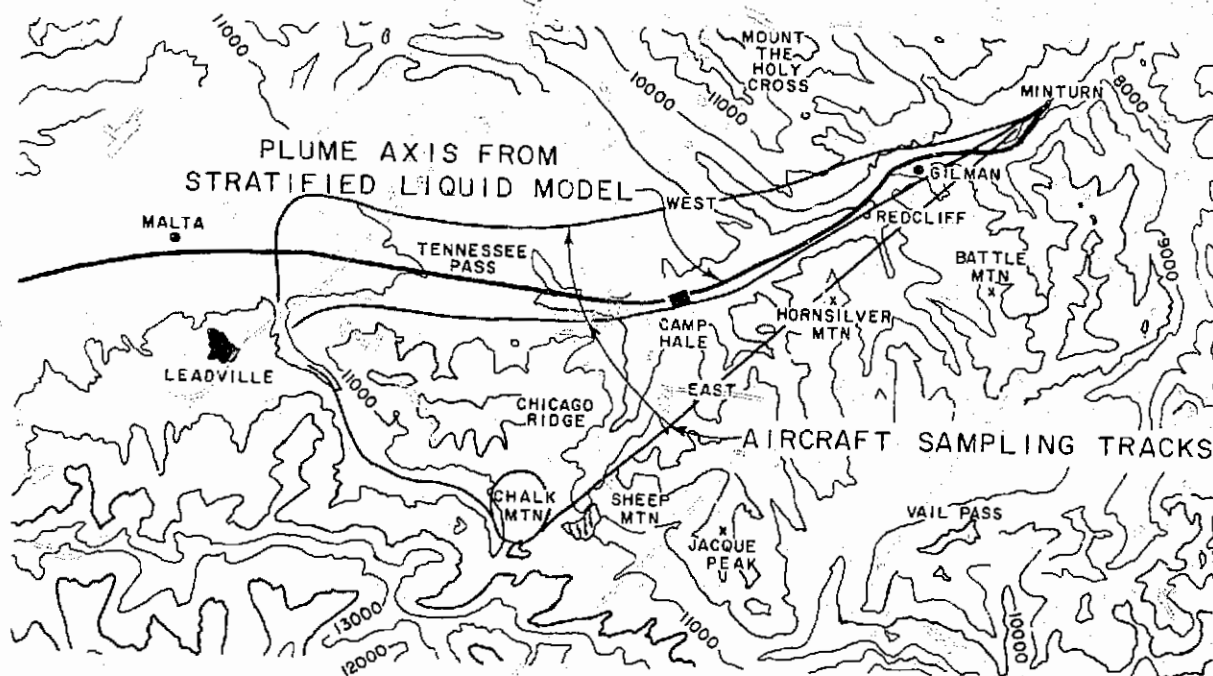 11000
MOUNT
THE
HOLY
CROSS
10000
11000
MINTURN
8000
PLUME AXIS FROM
STRATIFIED LIQUID MODEL
WEST
GILMAN
REDCLIFF
MALTA
TENNESSEE
PASS
BATTLE
MTN
x
9000
x
HORNSILVER
MTN
CAMP
HALE
LEADVILLE
11000
CHICAGO
RIDGE
EAST
AIRCRAFT SAMPLING TRACKS
CHALK
MTN
SHEEP
MTN
VAIL PASS
x
JACQUE
PEAK
13000
12000
11000
10000